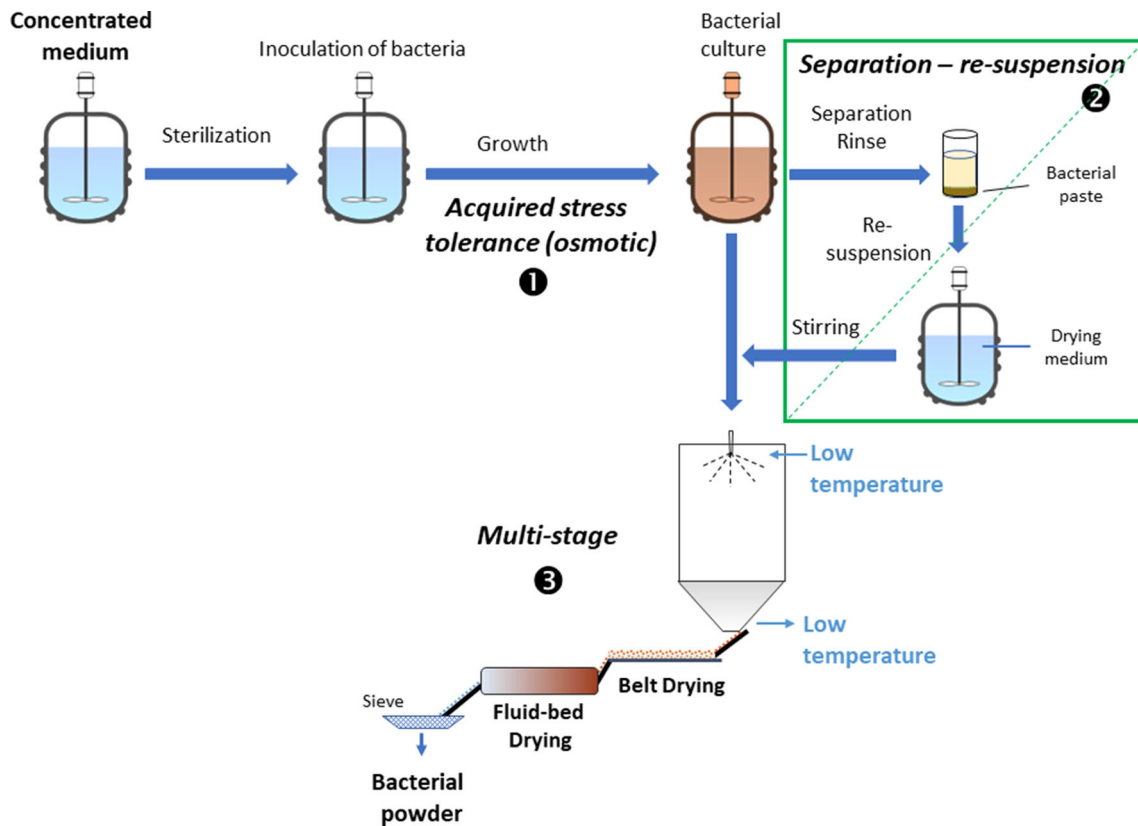 Concentrated
medium
Sterilization
Inoculation of bacteria
Growth
Acquired stress
tolerance (osmotic)
❶
Bacterial
culture
Separation – re-suspension
❷
Separation
Rinse
Bacterial
paste
Re-
suspension
Stirring
Drying
medium
Low
temperature
Multi-stage
❸
Low
temperature
Belt Drying
Fluid-bed
Drying
Sieve
Bacterial
powder